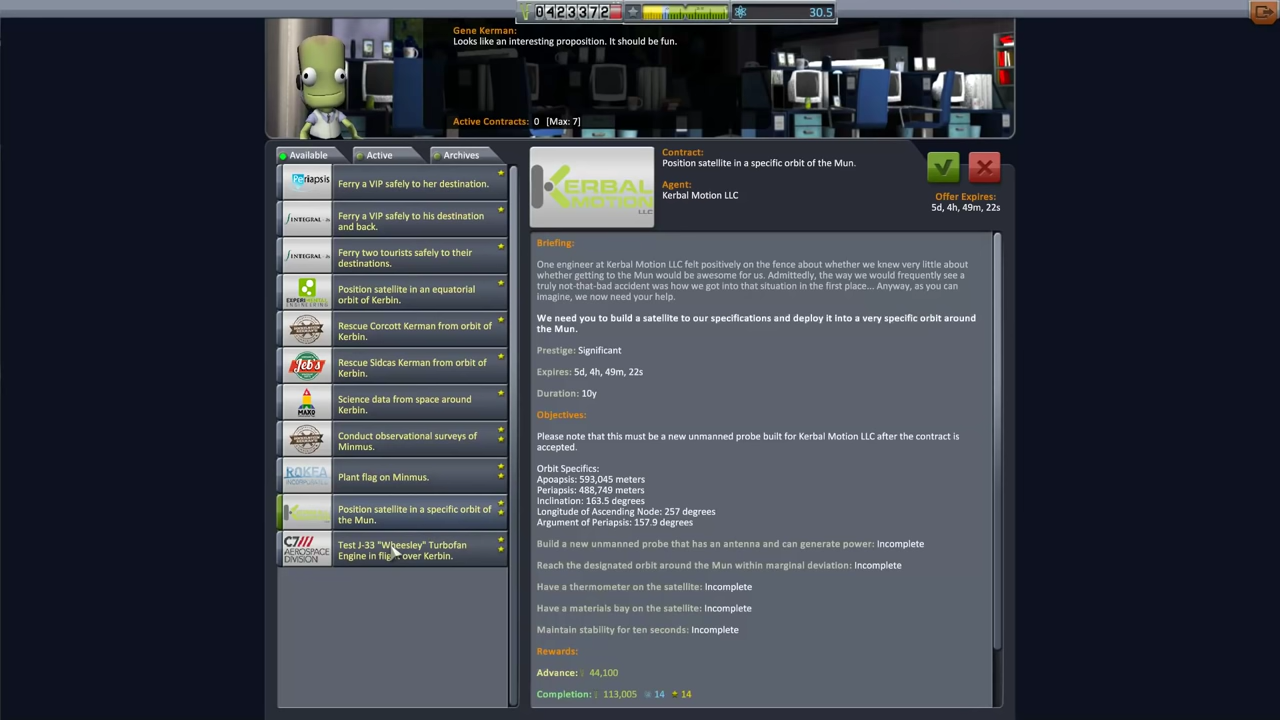 0423372
30.5
Gene Kerman:
Looks like an interesting proposition. It should be fun.
Active Contracts: 0 [Max: 7]
Available
Active
Archives
Periapsis
Ferry a VIP safely to her destination.
INTEGRAL
Ferry a VIP safely to his destination
and back.
INTEGRAL
Ferry two tourists safely to their
destinations.
EXPERIMENTAL
ENGINEERING
Position satellite in an equatorial
orbit of Kerbin.
Rescue Corcott Kerman from orbit of
Kerbin.
Jeb's
Rescue Sidcas Kerman from orbit of
Kerbin.
MAXO
Science data from space around
Kerbin.
Conduct observational surveys of
Minmus.
ROKEA
Plant flag on Minmus.
Position satellite in a specific orbit of
the Mun.
C7
AEROSPACE
DIVISION
Test J-33 "Wheesley" Turbofan
Engine in flight over Kerbin.
KERBAL
MOTION
LLC
Contract:
Position satellite in a specific orbit of the Mun.
Agent:
Kerbal Motion LLC
Offer Expires:
5d, 4h, 49m, 22s
Briefing:
One engineer at Kerbal Motion LLC felt positively on the fence about whether we knew very little about
whether getting to the Mun would be awesome for us. Admittedly, the way we would frequently see a
truly not-that-bad accident was how we got into that situation in the first place... Anyway, as you can
imagine, we now need your help.
We need you to build a satellite to our specifications and deploy it into a very specific orbit around
the Mun.
Prestige: Significant
Expires: 5d, 4h, 49m, 22s
Duration: 10y
Objectives:
Please note that this must be a new unmanned probe built for Kerbal Motion LLC after the contract is
accepted.
Orbit Specifics:
Apoapsis: 593,045 meters
Periapsis: 488,749 meters
Inclination: 163.5 degrees
Longitude of Ascending Node: 257 degrees
Argument of Periapsis: 157.9 degrees
Build a new unmanned probe that has an antenna and can generate power: Incomplete
Reach the designated orbit around the Mun within marginal deviation: Incomplete
Have a thermometer on the satellite: Incomplete
Have a materials bay on the satellite: Incomplete
Maintain stability for ten seconds: Incomplete
Rewards:
Advance: 44,100
Completion: 113,005 14 14